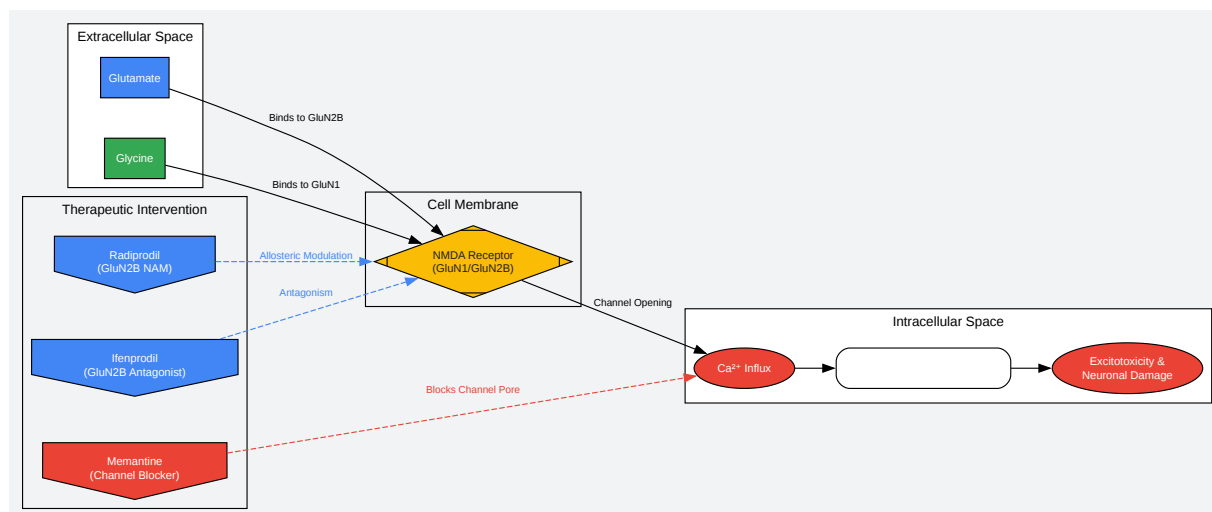 Extracellular Space
Glutamate
Binds to GluN2B
Glycine
Binds to GluN1
Therapeutic Intervention
Cell Membrane
Radiprodil
(GluN2B NAM)
Allosteric Modulation
NMDA Receptor
(GluN1/GluN2B)
Antagonism
Channel Opening
Intracellular Space
Ifenprodil
(GluN2B Antagonist)
Ca²⁺ Influx
Excitotoxicity &
Neuronal Damage
Blocks Channel Pore
Memantine
(Channel Blocker)